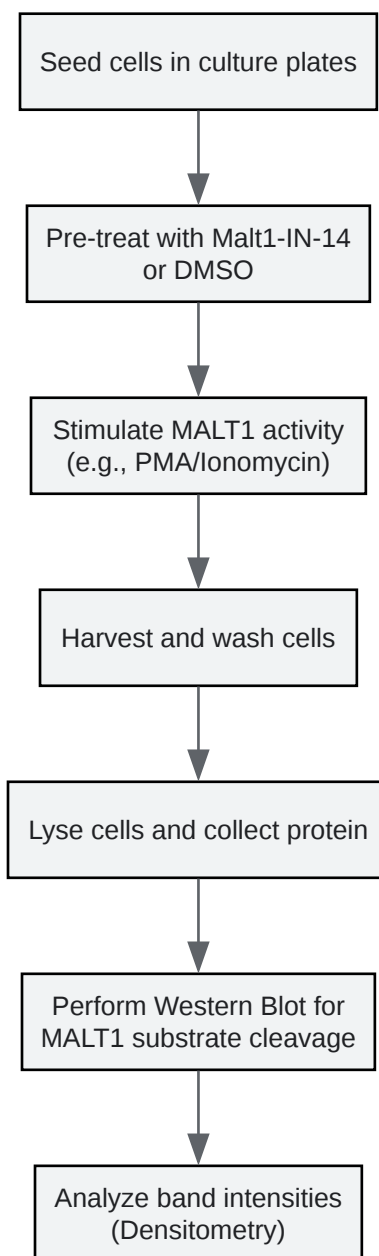 Seed cells in culture plates
Pre-treat with Malt1-IN-14
or DMSO
Stimulate MALT1 activity
(e.g., PMA/Ionomycin)
Harvest and wash cells
Lyse cells and collect protein
Perform Western Blot for
MALT1 substrate cleavage
Analyze band intensities
(Densitometry)